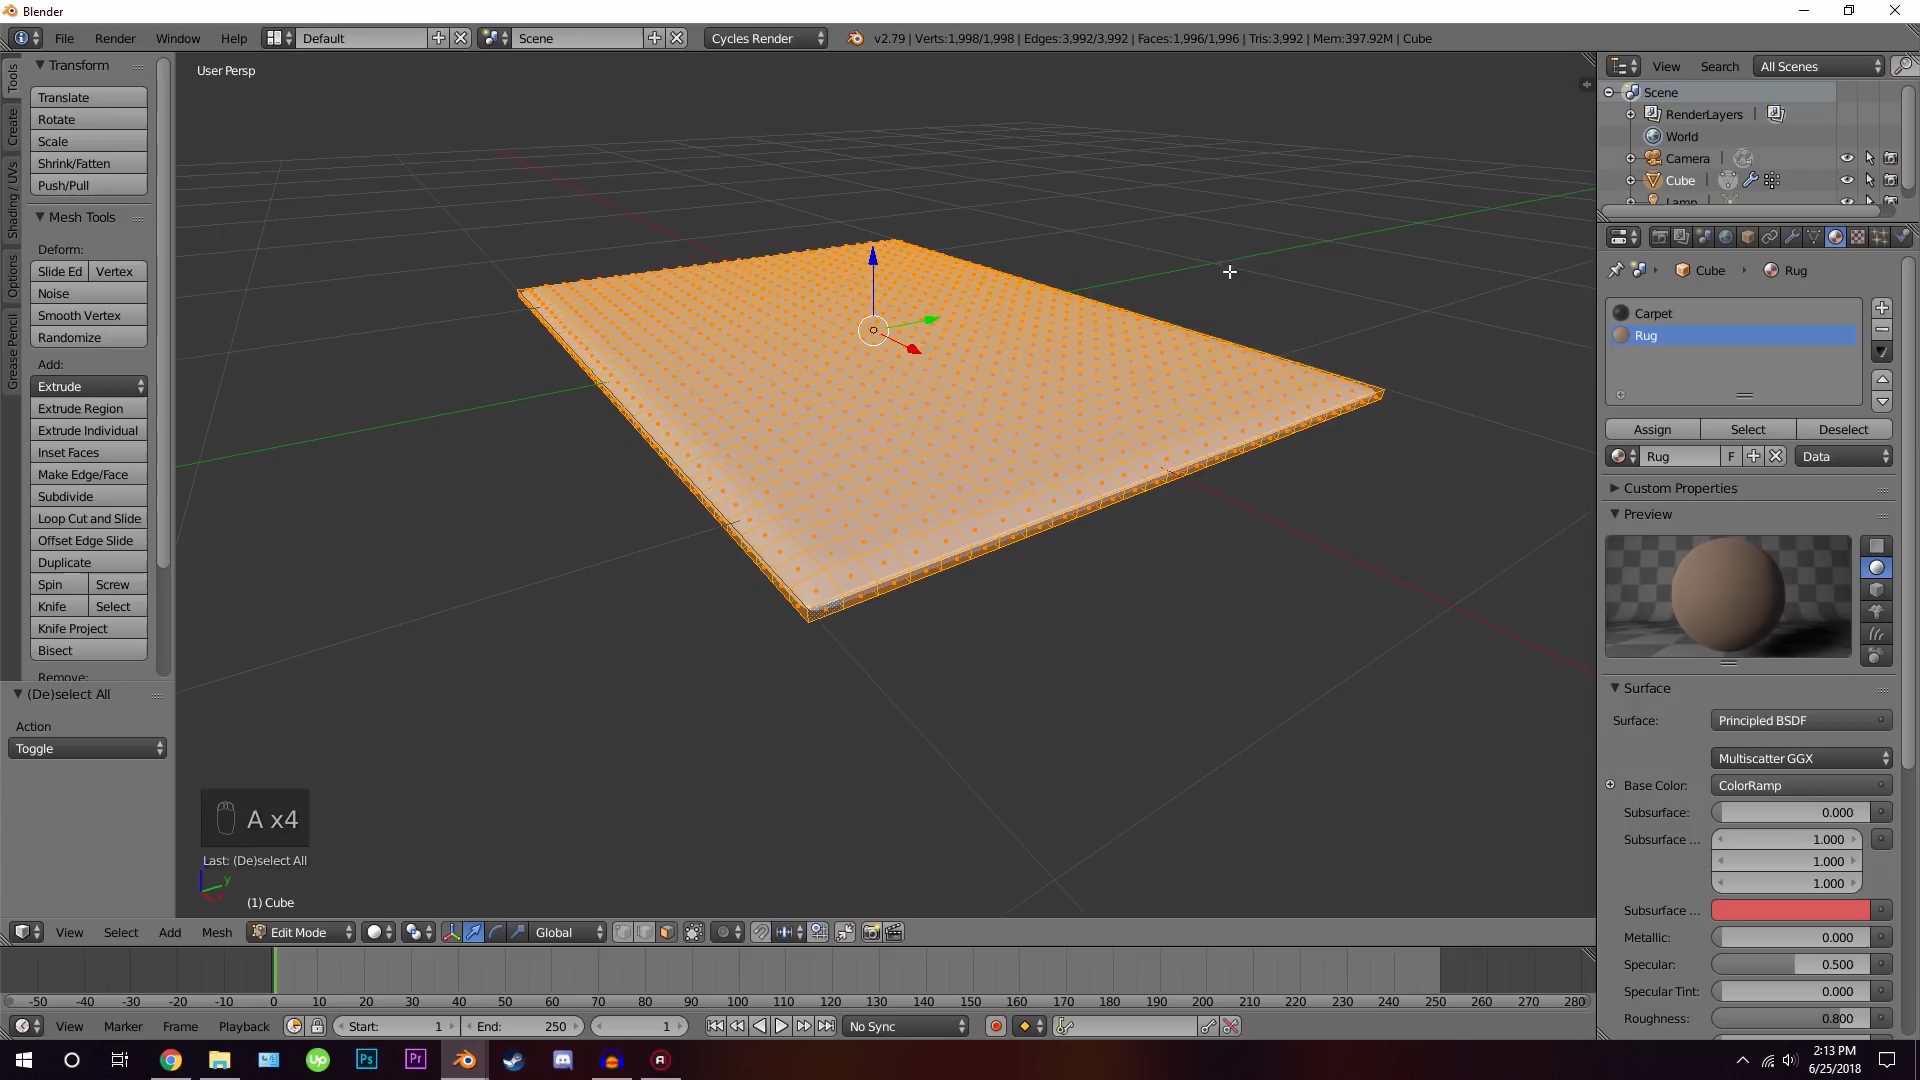 Blender
File Render Window Help Default Scene Cycles Render v2.79 | Verts:1,998/1,998 | Edges:3,992/3,992 | Faces:1,996/1,996 | Tris:3,992 | Mem:397.92M | Cube
Tools
Create
Shading / UVs
Options
Grease Pencil
Transform
Translate
Rotate
Scale
Shrink/Fatten
Push/Pull
Mesh Tools
Deform:
Slide Ed Vertex
Noise
Smooth Vertex
Randomize
Add:
Extrude
Extrude Region
Extrude Individual
Inset Faces
Make Edge/Face
Subdivide
Loop Cut and Slide
Offset Edge Slide
Duplicate
Spin Screw
Knife Select
Knife Project
Bisect
Remove:
(De)select All
Action
Toggle
User Persp
A x4
Last: (De)select All
y
(1) Cube
View Search All Scenes
Scene
RenderLayers |
World
Camera |
Cube |
Lamp |
Cube Rug
Carpet
Rug
Assign Select Deselect
Rug F Data
Custom Properties
Preview
Surface
Surface: Principled BSDF
Multiscatter GGX
Base Color: ColorRamp
Subsurface: 0.000
Subsurface ... 1.000
1.000
1.000
Subsurface ...
Metallic: 0.000
Specular: 0.500
Specular Tint: 0.000
Roughness: 0.800
View Select Add Mesh Edit Mode Global
-50 -40 -30 -20 -10 0 10 20 30 40 50 60 70 80 90 100 110 120 130 140 150 160 170 180 190 200 210 220 230 240 250 260 270 280
View Marker Frame Playback Start: 1 End: 250 1 No Sync
Up Ps Pr
2:13 PM
6/25/2018